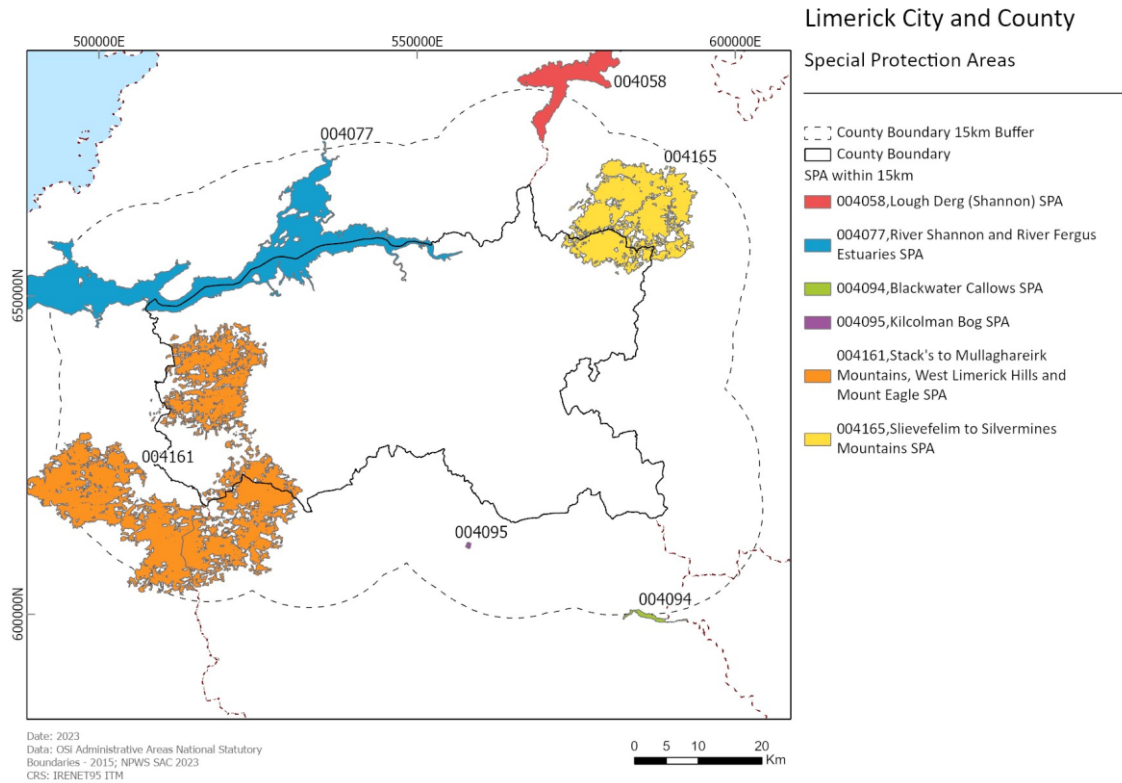 Limerick City and County
Special Protection Areas
County Boundary 15km Buffer
County Boundary
SPA within 15km
004058,Lough Derg (Shannon) SPA
004077,River Shannon and River Fergus
Estuaries SPA
004094,Blackwater Callows SPA
004095,Kilcolman Bog SPA
004161,Stack's to Mullaghareirk
Mountains, West Limerick Hills and
Mount Eagle SPA
004165,Slievefelim to Silvermines
Mountains SPA
500000E
550000E
600000E
650000N
600000N
004058
004077
004165
004161
004095
004094
Date: 2023
Data: OSi Administrative Areas National Statutory
Boundaries - 2015; NPWS SAC 2023
CRS: IRENET95 ITM
0 5 10 20
Km